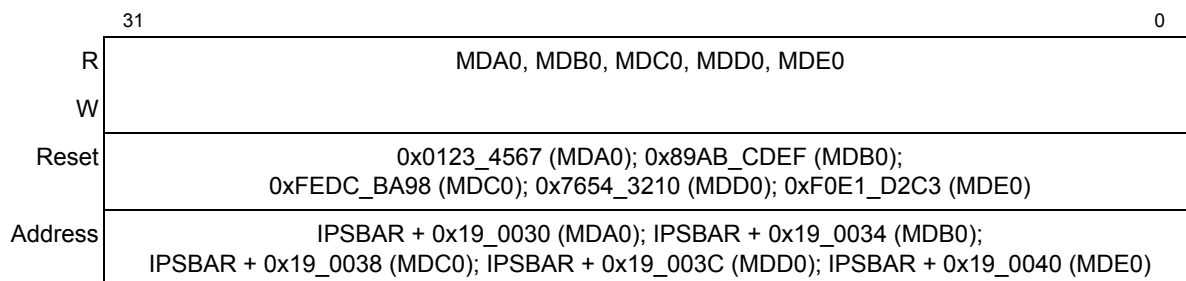 31 0
R MDA0, MDB0, MDC0, MDD0, MDE0
W
Reset 0x0123_4567 (MDA0); 0x89AB_CDEF (MDB0);
0xFEDC_BA98 (MDC0); 0x7654_3210 (MDD0); 0xF0E1_D2C3 (MDE0)
Address IPSBAR + 0x19_0030 (MDA0); IPSBAR + 0x19_0034 (MDB0);
IPSBAR + 0x19_0038 (MDC0); IPSBAR + 0x19_003C (MDD0); IPSBAR + 0x19_0040 (MDE0)